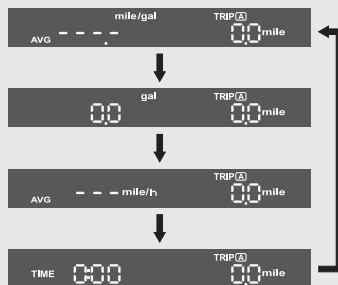 mile/gal TRIP A
AVG - - - . - 0.0 mile
gal TRIP A
0.0 0.0 mile
TRIP A
AVG - - - mile/h 0.0 mile
TRIP A
TIME 0:00 0.0 mile